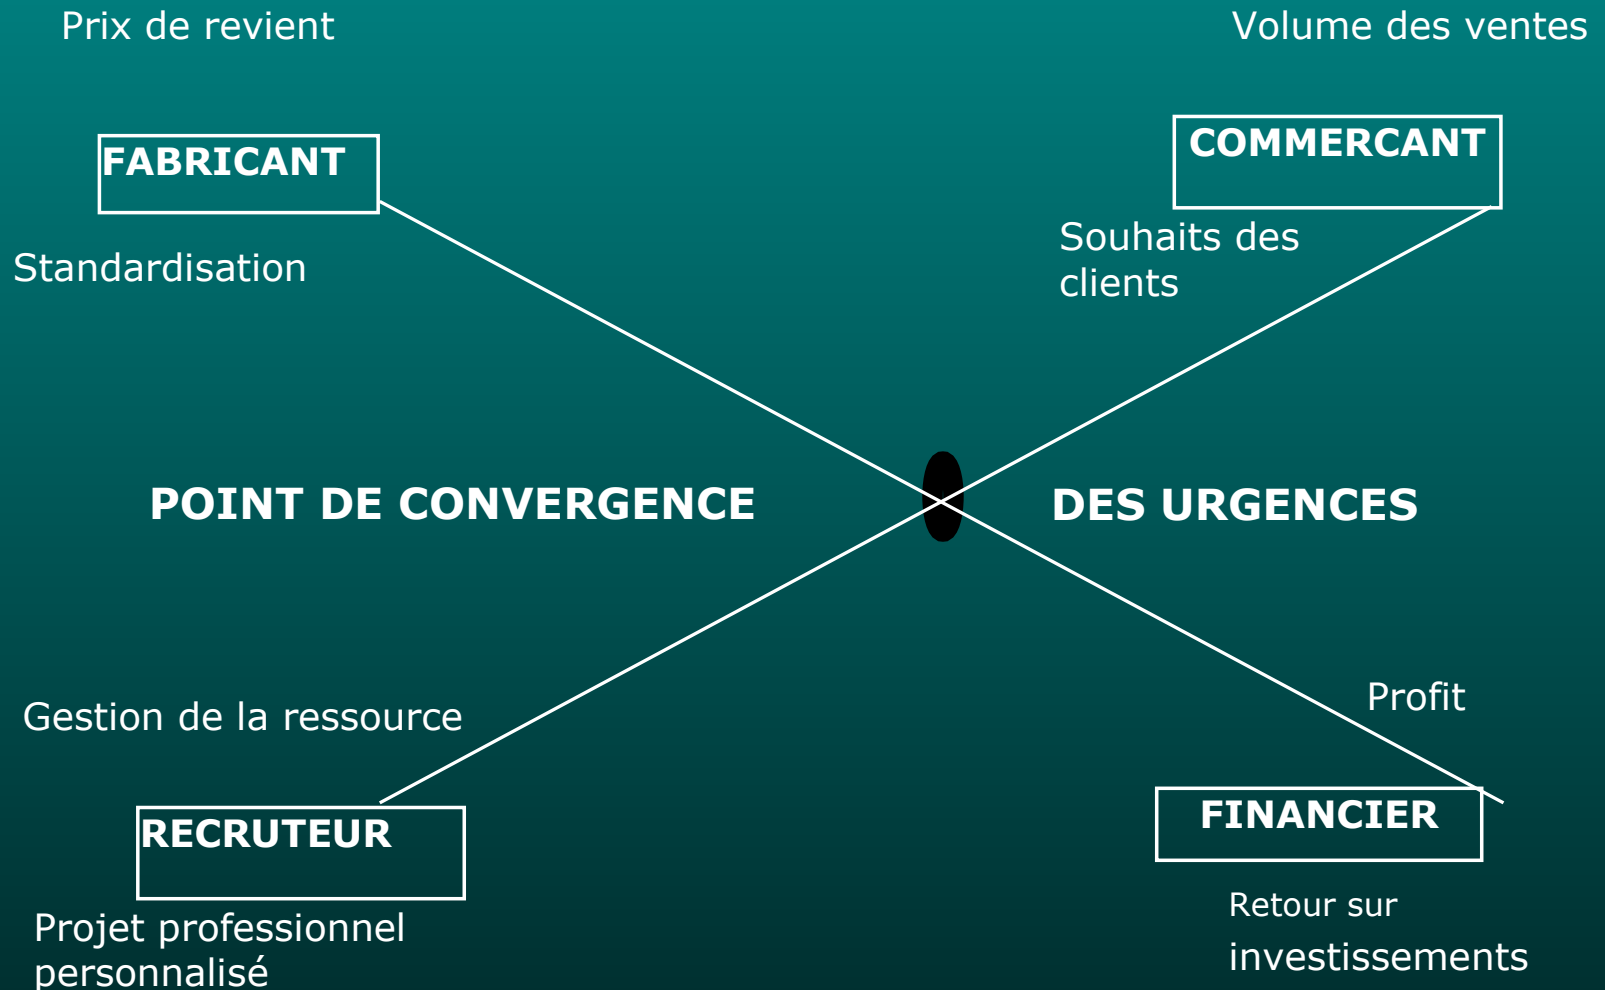 Prix de revient
Volume des ventes
FABRICANT
COMMERCANT
Standardisation
Souhaits des
clients
POINT DE CONVERGENCE
DES URGENCES
Gestion de la ressource
Profit
RECRUTEUR
FINANCIER
Projet professionnel
personnalisé
Retour sur
investissements